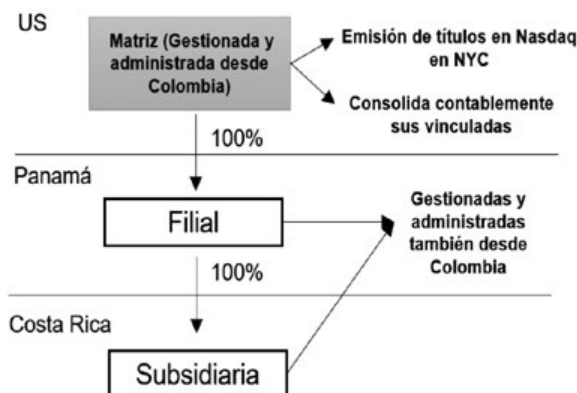 US
Matriz (Gestionada y
administrada desde
Colombia)
Emisión de títulos en Nasdaq
en NYC
Consolida contablemente
sus vinculadas
100%
Panamá
Filial
Gestionadas y
administradas
también desde
Colombia
100%
Costa Rica
Subsidiaria